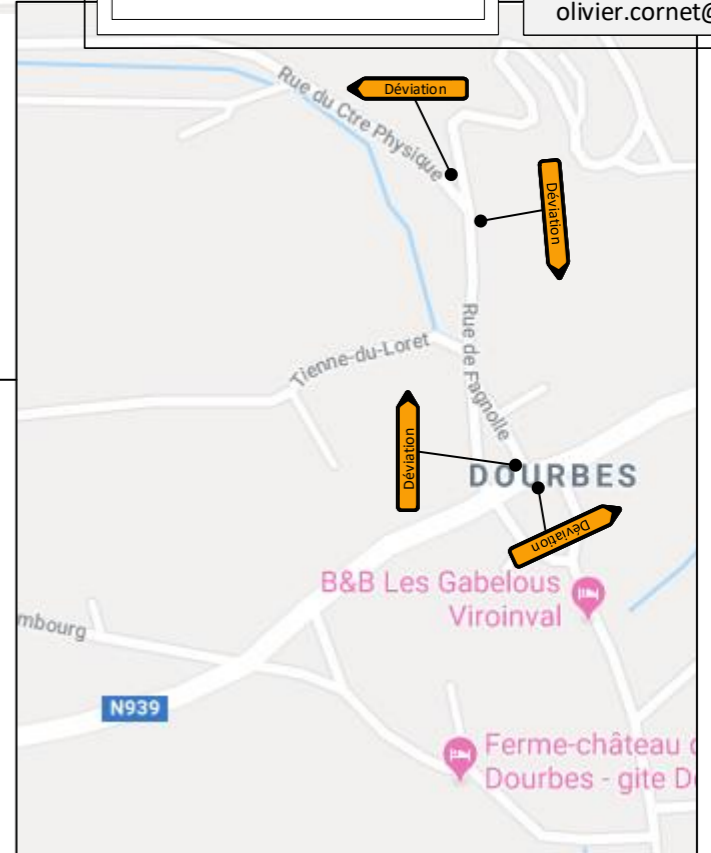 olivier.cornet@
Déviation
Rue du Ctre Physique
Déviation
Rue de Fagnolle
Tienne-du-Loret
Déviation
DOURBES
Déviation
B&B Les Gabelous
Viroinval
mbourg
N939
Ferme-château d
Dourbes - gite D